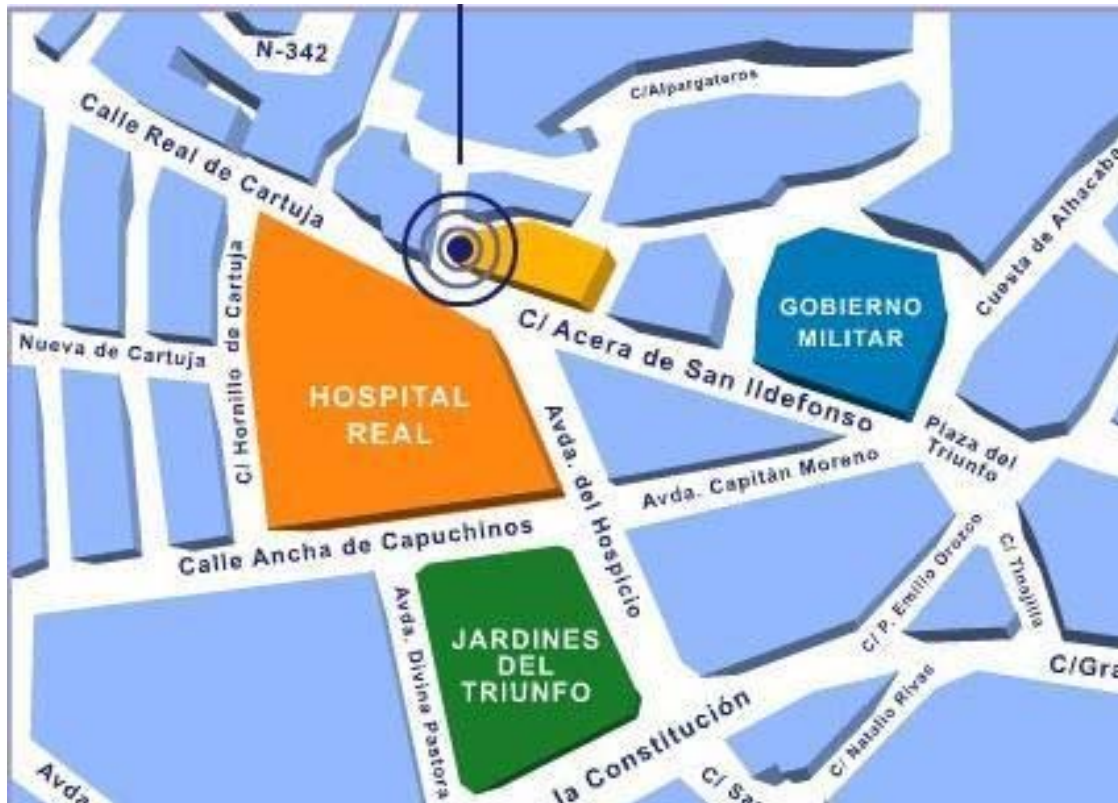 N-342
C/Alpargateros
Calle Real de Cartuja
Cuesta de Alhacaba
C/ Hornillo de Cartuja
Nueva de Cartuja
GOBIERNO
MILITAR
C/ Acera de San Ildefonso
HOSPITAL
REAL
Plaza del
Triunfo
Avda. del Hospicio
Avda. Capitán Moreno
Calle Ancha de Capuchinos
C/ P. Emilio Orozco
C/ Tinajilla
Avda. Divina Pastora
JARDINES
DEL
TRIUNFO
C/Gra
C/ Natalio Rivas
la Constitución
Avda
C/ Sa